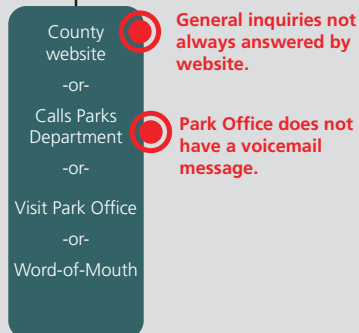 County
website
General inquiries not
always answered by
website.
-or-
Calls Parks
Department
Park Office does not
have a voicemail
message.
-or-
Visit Park Office
-or-
Word-of-Mouth